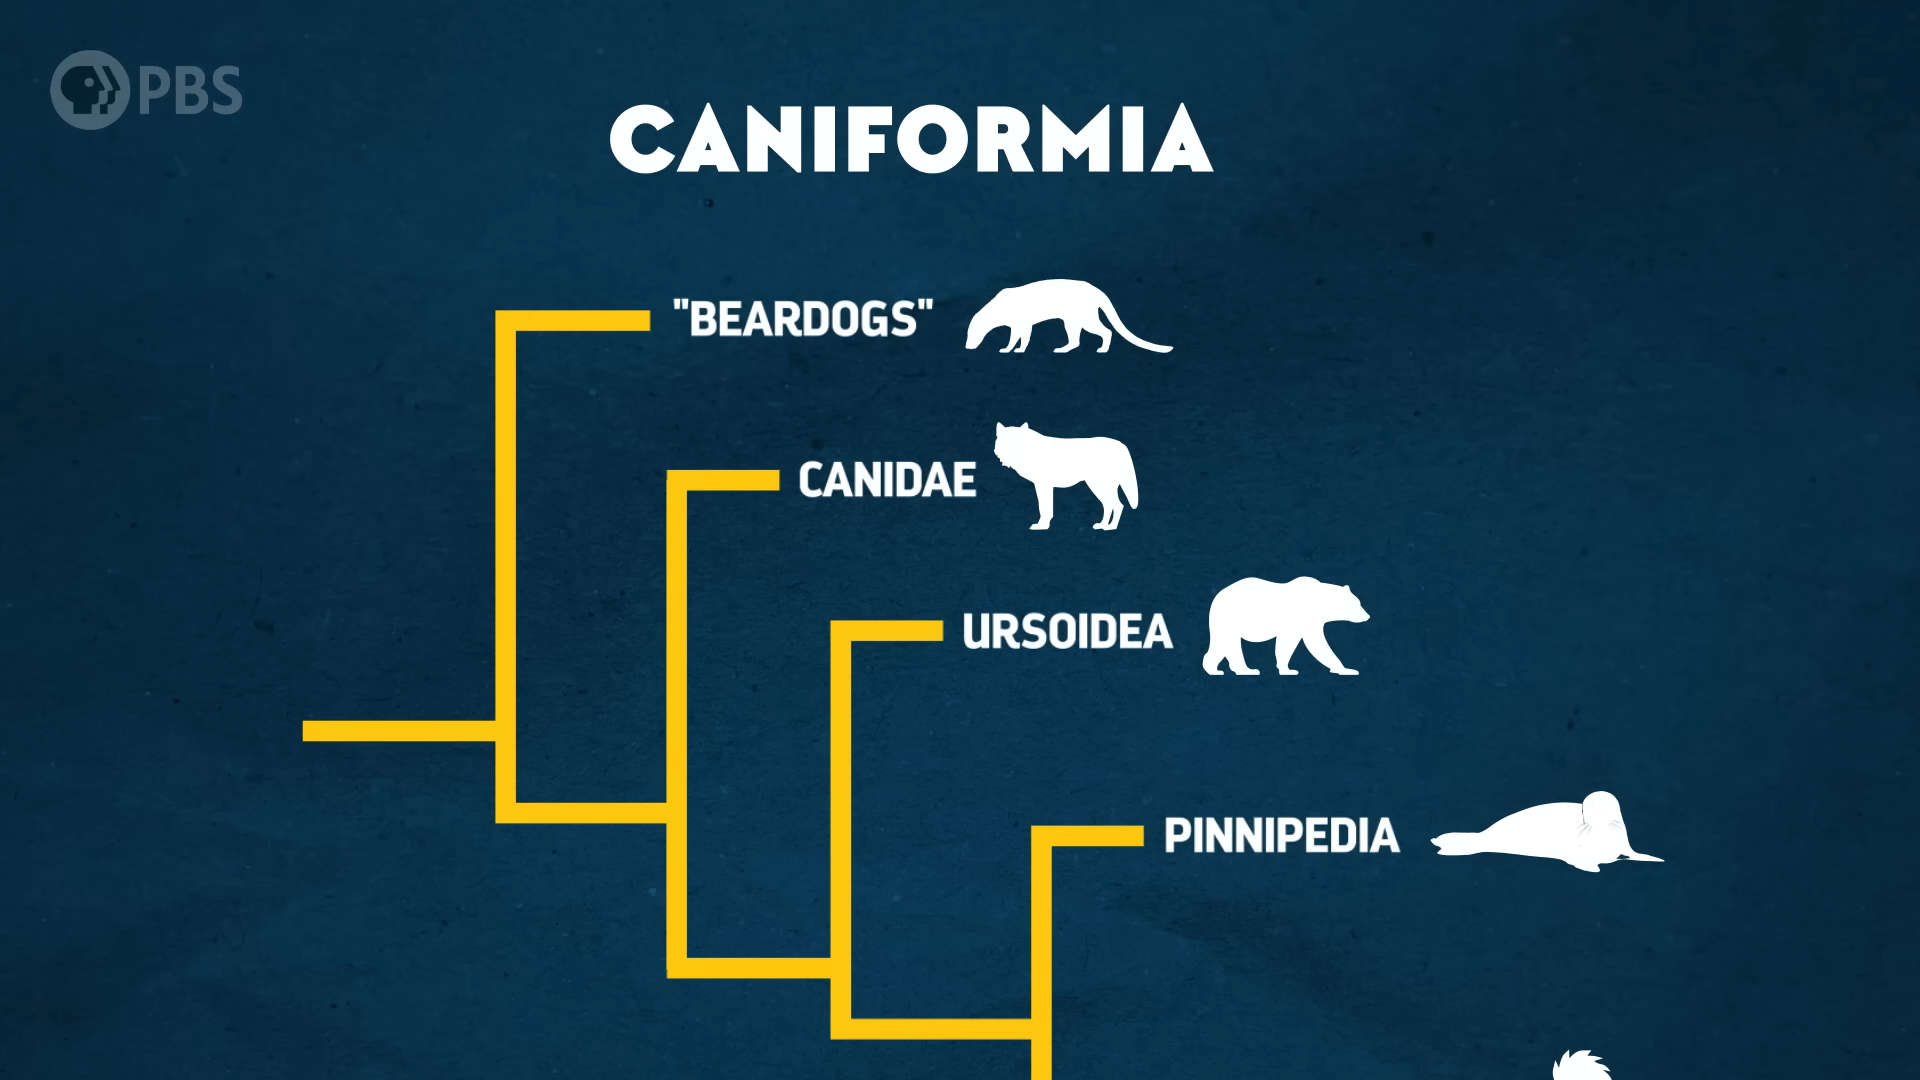 PBS
CANIFORMIA
"BEARDOGS"
CANIDAE
URSOIDEA
PINNIPEDIA